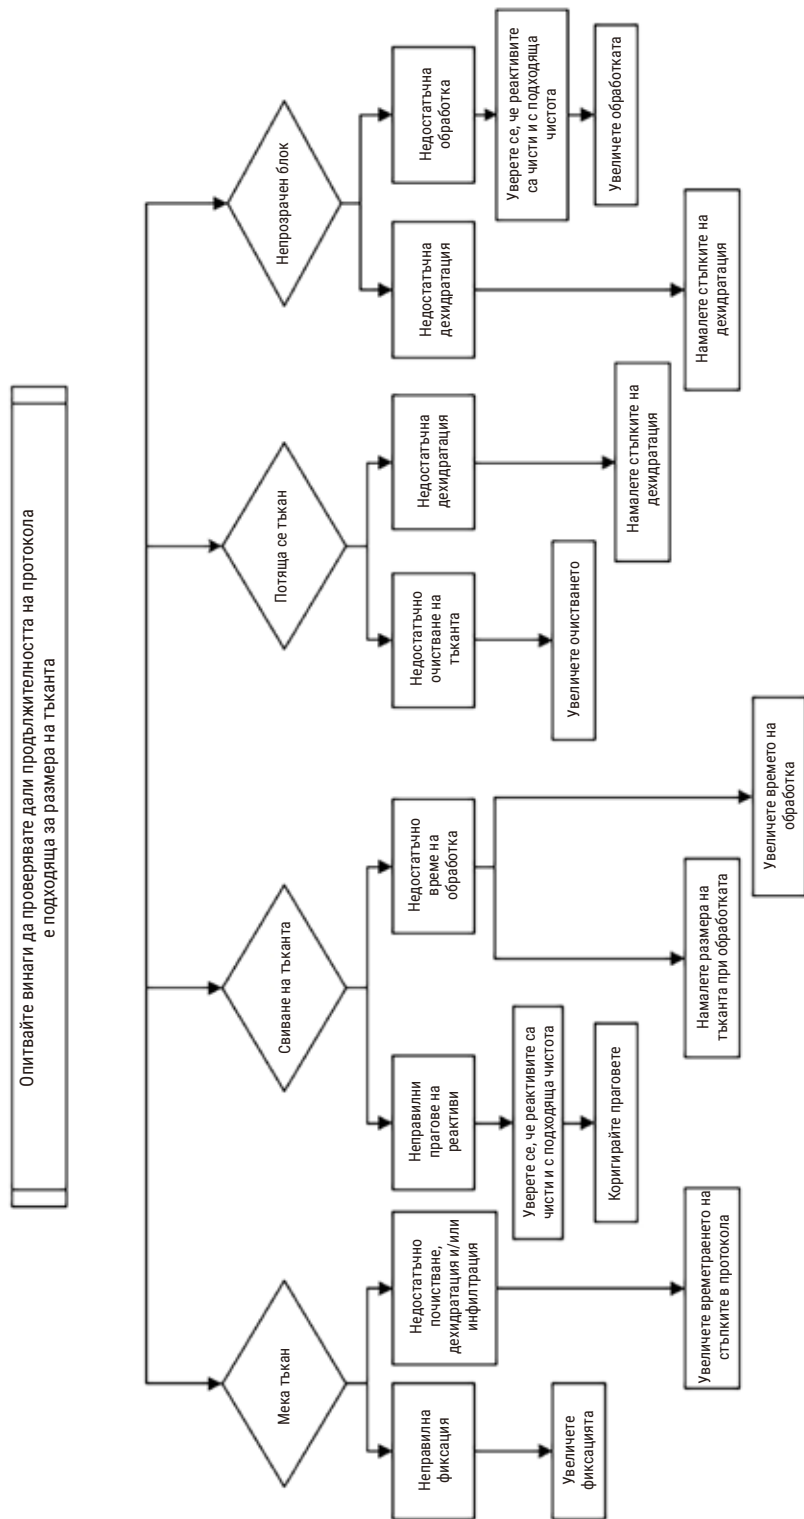 Опитвайте винаги да проверявате дали продължителността на протокола
е подходяща за размера на тъканта
Мека тъкан
Неправилна
фиксация
Увеличете
фиксацията
Недостатъчно
почистване,
дехидратация и/или
инфилтрация
Увеличете времетраенето на
стъпките в протокола
Свиване на тъканта
Неправилни
прагове на
реактиви
Уверете се, че реактивите са
чисти и с подходяща чистота
Коригирайте праговете
Недостатъчно
време на
обработка
Намалете размера на
тъканта при обработката
Увеличете времето на
обработка
Потяща се тъкан
Недостатъчно
очистване на
тъканта
Увеличете очистването
Недостатъчна
дехидратация
Намалете стъпките на
дехидратация
Непрозрачен блок
Недостатъчна
дехидратация
Намалете стъпките на
дехидратация
Недостатъчна
обработка
Уверете се, че реактивите
са чисти и с подходяща
чистота
Увеличете обработката